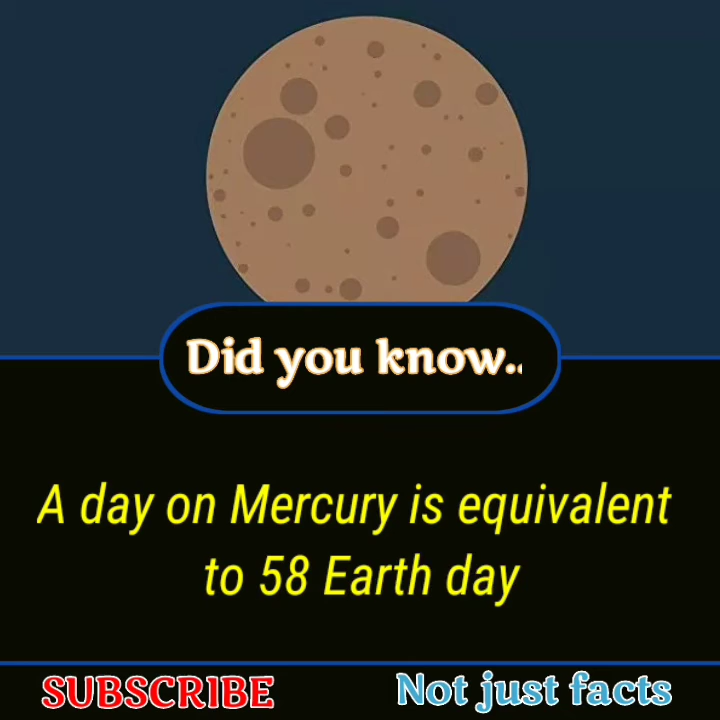 Did you know..
A day on Mercury is equivalent
to 58 Earth day
SUBSCRIBE
Not just facts